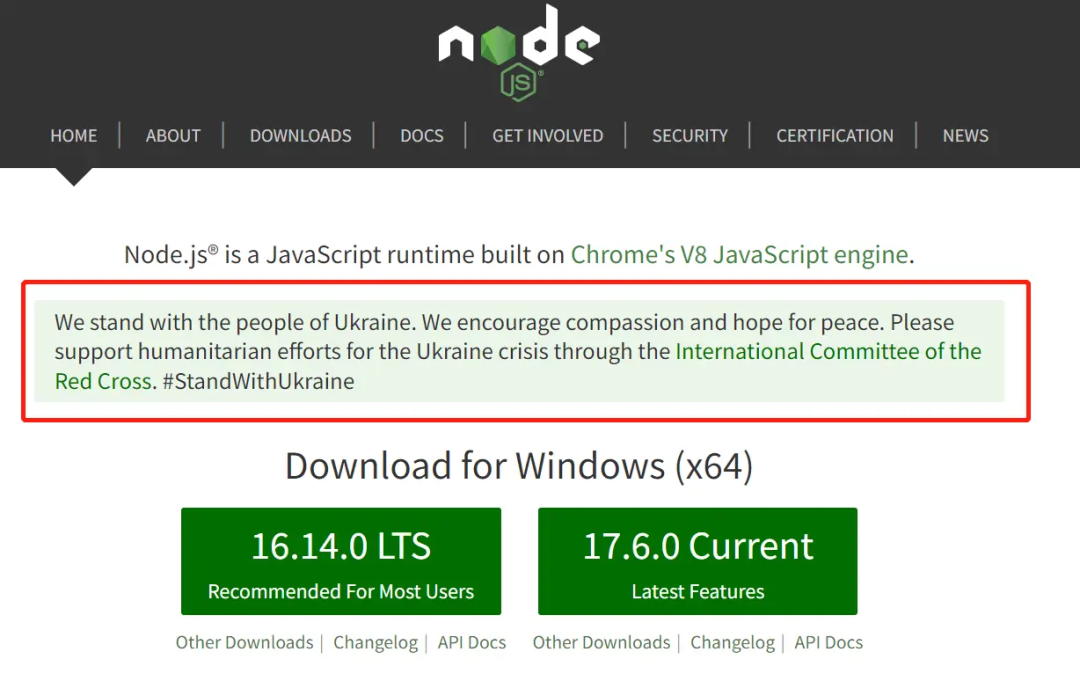 node
JS®
HOME | ABOUT | DOWNLOADS | DOCS | GET INVOLVED | SECURITY | CERTIFICATION | NEWS
Node.js® is a JavaScript runtime built on Chrome's V8 JavaScript engine.
We stand with the people of Ukraine. We encourage compassion and hope for peace. Please
support humanitarian efforts for the Ukraine crisis through the International Committee of the
Red Cross. #StandWithUkraine
Download for Windows (x64)
16.14.0 LTS
Recommended For Most Users
17.6.0 Current
Latest Features
Other Downloads | Changelog | API Docs
Other Downloads | Changelog | API Docs